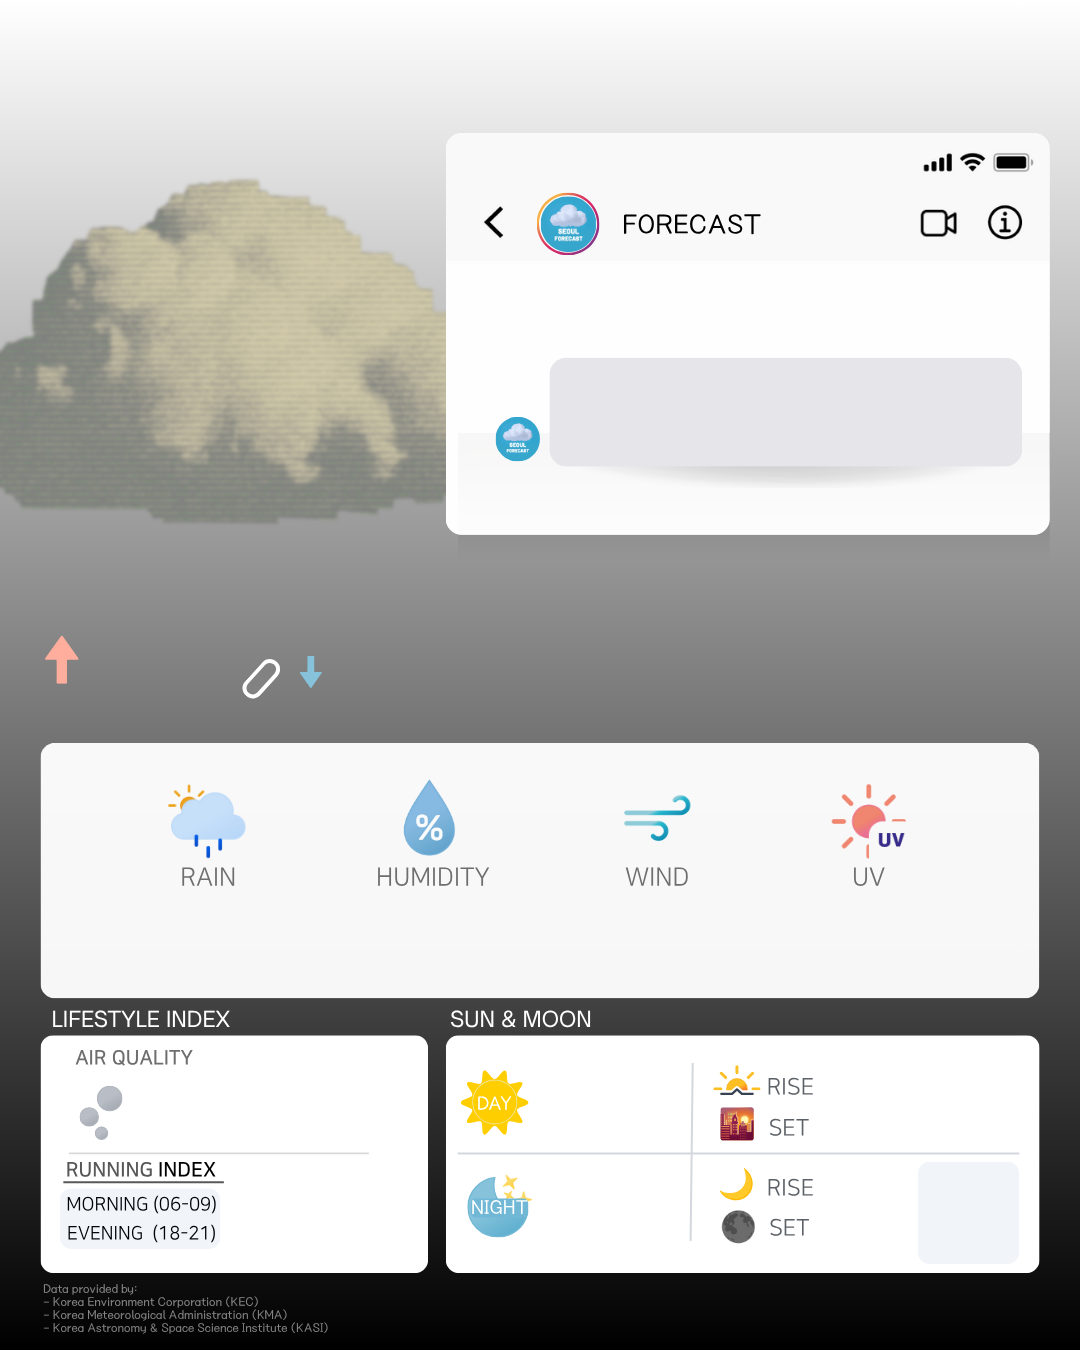 FORECAST
SEOUL
FORECAST
SEOUL
FORECAST
%
UV
RAIN
HUMIDITY
WIND
UV
LIFESTYLE INDEX
SUN & MOON
AIR QUALITY
DAY
RISE
SET
RUNNING INDEX
MORNING (06-09)
EVENING (18-21)
NIGHT
RISE
SET
Data provided by:
- Korea Environment Corporation (KEC)
- Korea Meteorological Administration (KMA)
- Korea Astronomy & Space Science Institute (KASI)